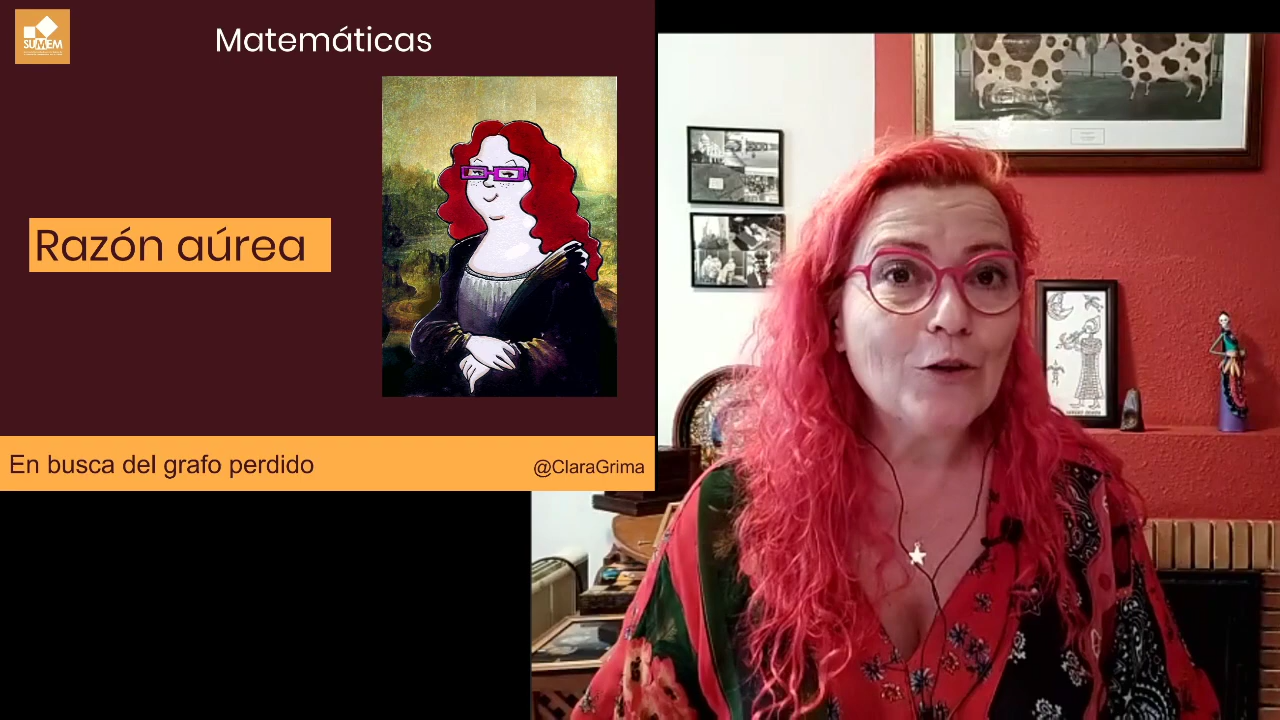 SUMEM
Matemáticas
Razón aúrea
En busca del grafo perdido
@ClaraGrima